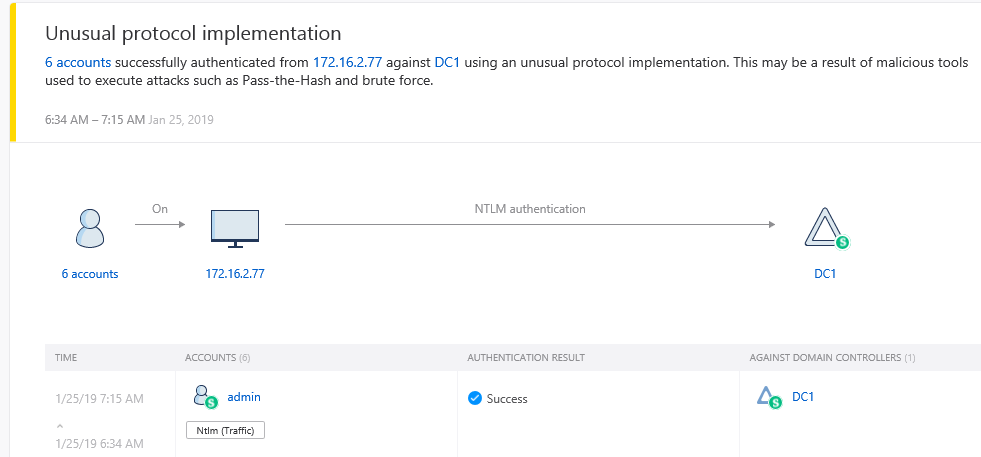 Unusual protocol implementation
6 accounts successfully authenticated from 172.16.2.77 against DC1 using an unusual protocol implementation. This may be a result of malicious tools
used to execute attacks such as Pass-the-Hash and brute force.
6:34 AM – 7:15 AM Jan 25, 2019
On
NTLM authentication
6 accounts
172.16.2.77
DC1
TIME ACCOUNTS (6) AUTHENTICATION RESULT AGAINST DOMAIN CONTROLLERS (1)
1/25/19 7:15 AM admin Success DC1
Ntlm (Traffic)
1/25/19 6:34 AM